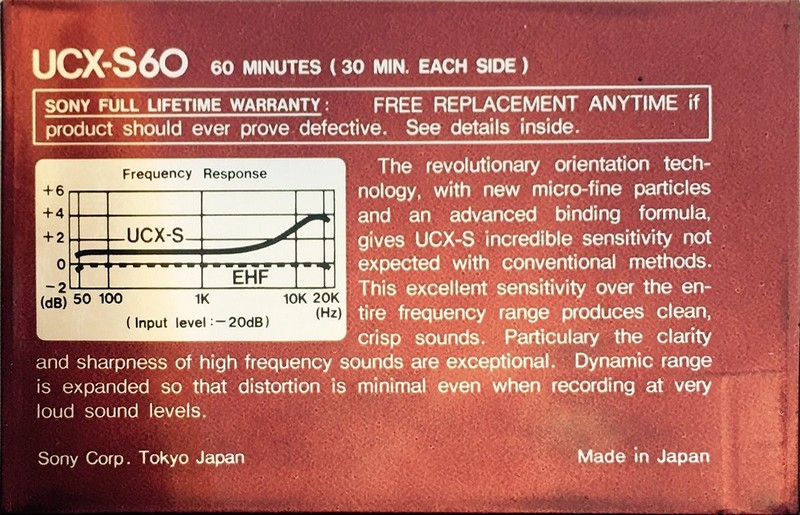 UCX-S60 60 MINUTES (30 MIN. EACH SIDE)
SONY FULL LIFETIME WARRANTY: FREE REPLACEMENT ANYTIME if
product should ever prove defective. See details inside.
Frequency Response
+6
+4
+2
0
-2
(dB)
UCX-S
EHF
50 100 1K 10K 20K
(Hz)
(Input level:-20dB)
The revolutionary orientation tech-
nology, with new micro-fine particles
and an advanced binding formula,
gives UCX-S incredible sensitivity not
expected with conventional methods.
This excellent sensitivity over the en-
tire frequency range produces clean,
crisp sounds. Particulary the clarity
and sharpness of high frequency sounds are exceptional. Dynamic range
is expanded so that distortion is minimal even when recording at very
loud sound levels.
Sony Corp. Tokyo Japan Made in Japan